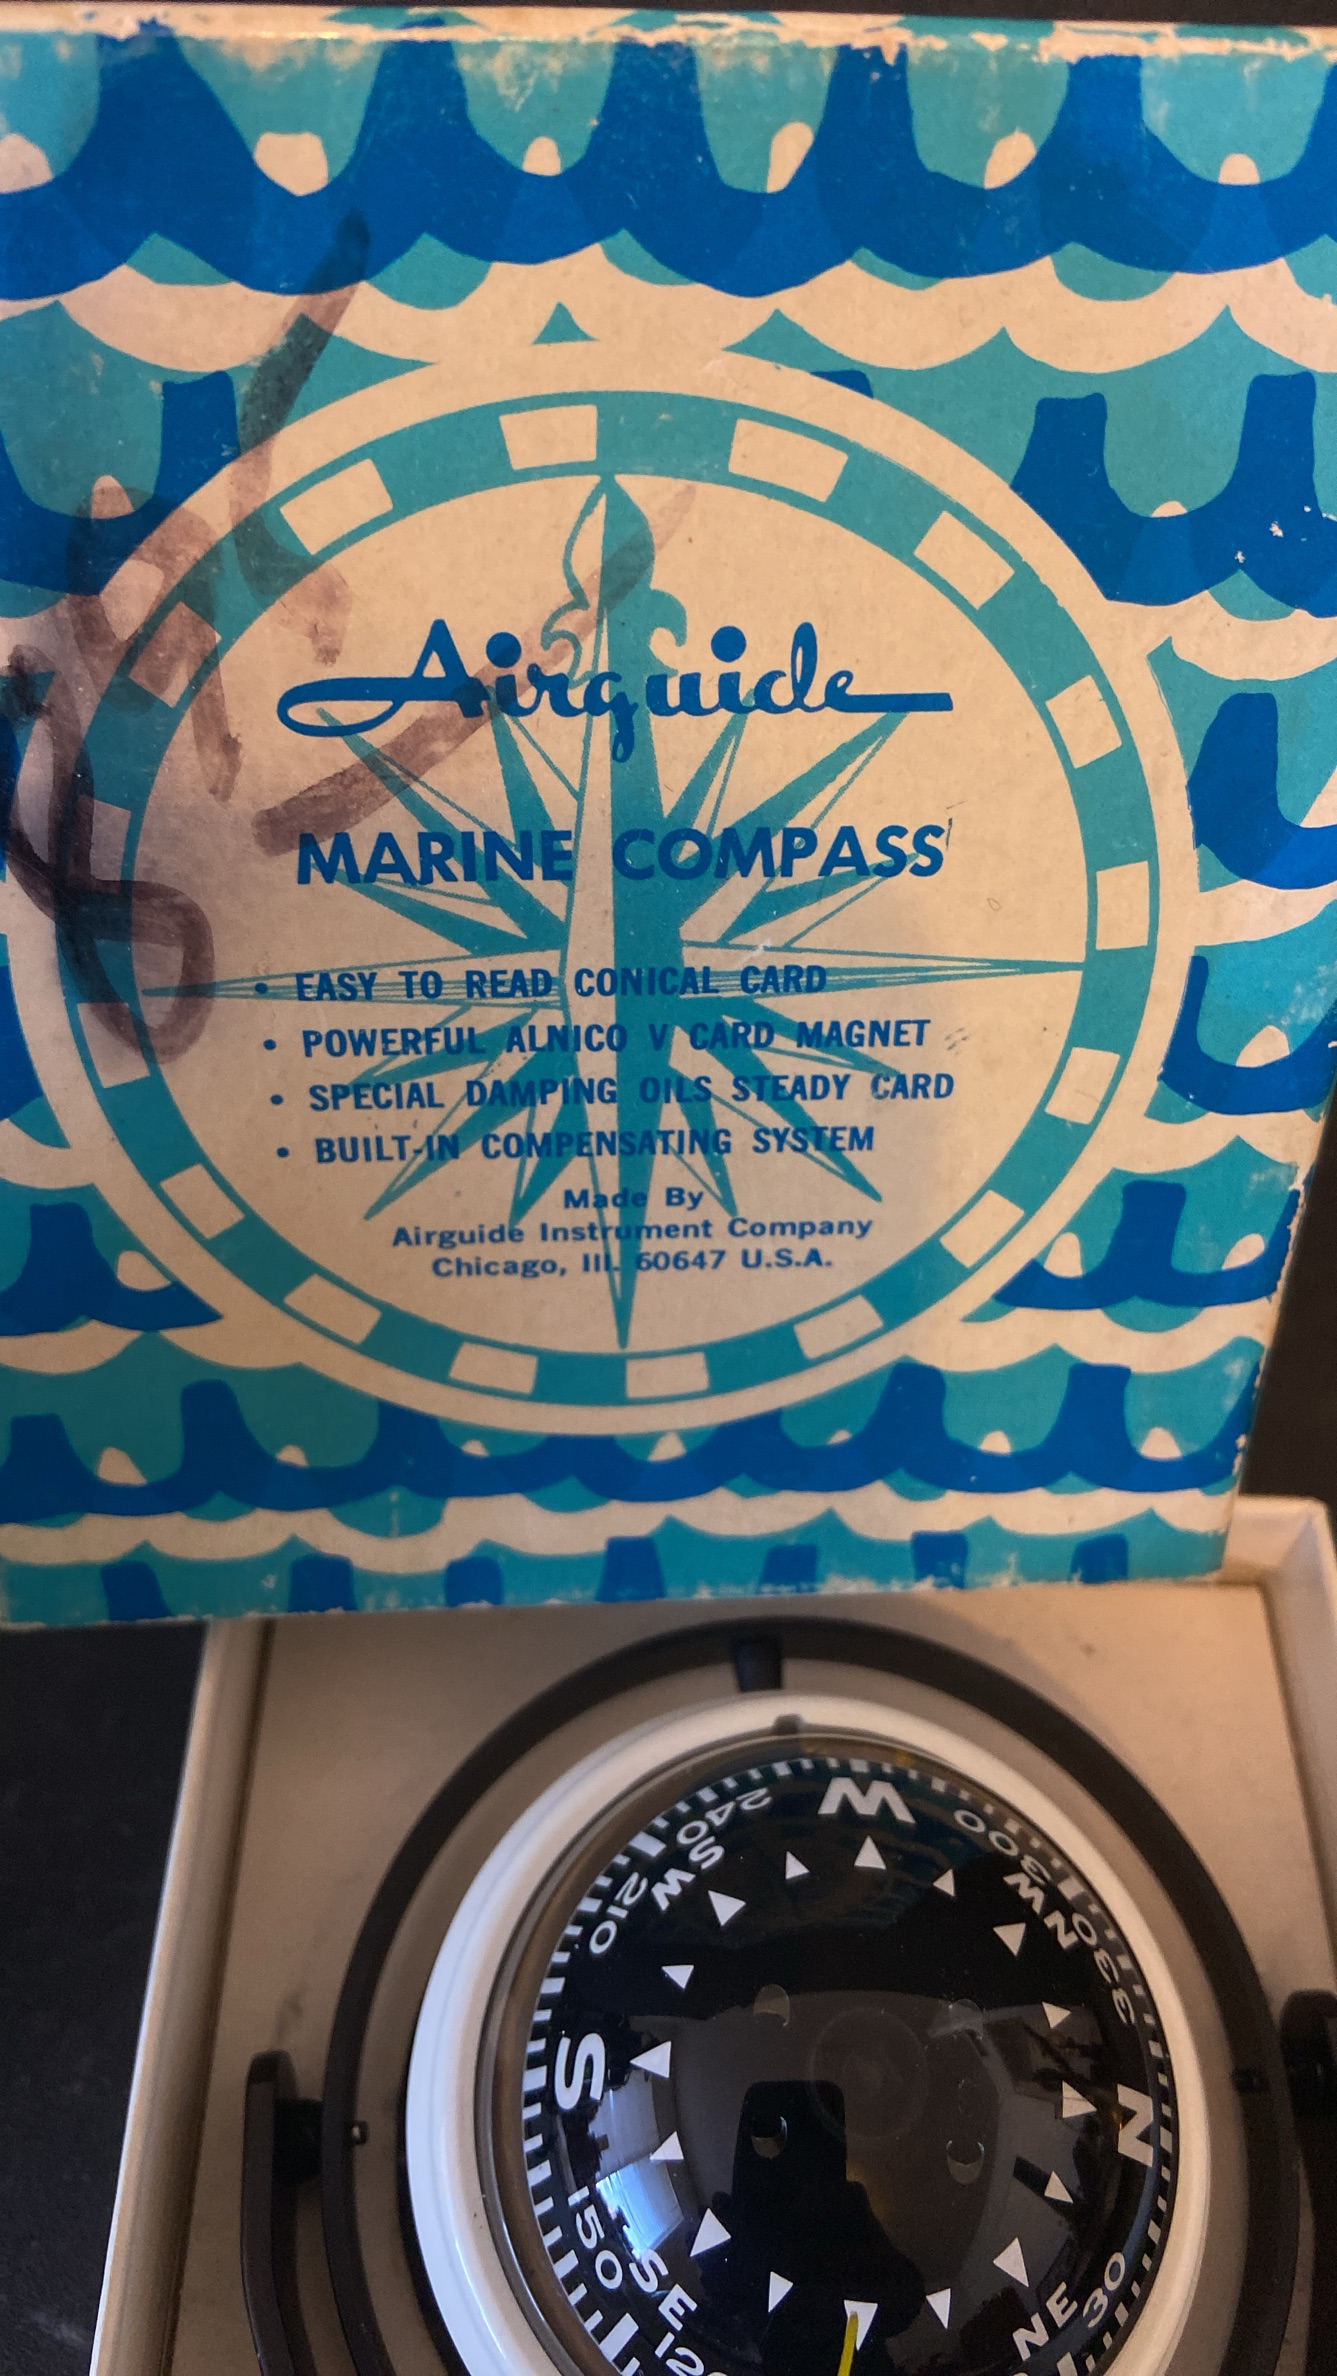 Airguide
MARINE COMPASS
• EASY TO READ CONICAL CARD
• POWERFUL ALNICO V CARD MAGNET
• SPECIAL DAMPING OILS STEADY CARD
• BUILT-IN COMPENSATING SYSTEM
Made By
Airguide Instrument Company
Chicago, Ill. 60647 U.S.A.
W
240
300
SW
NW
210
330
S
N
150
SE
NE
30
120